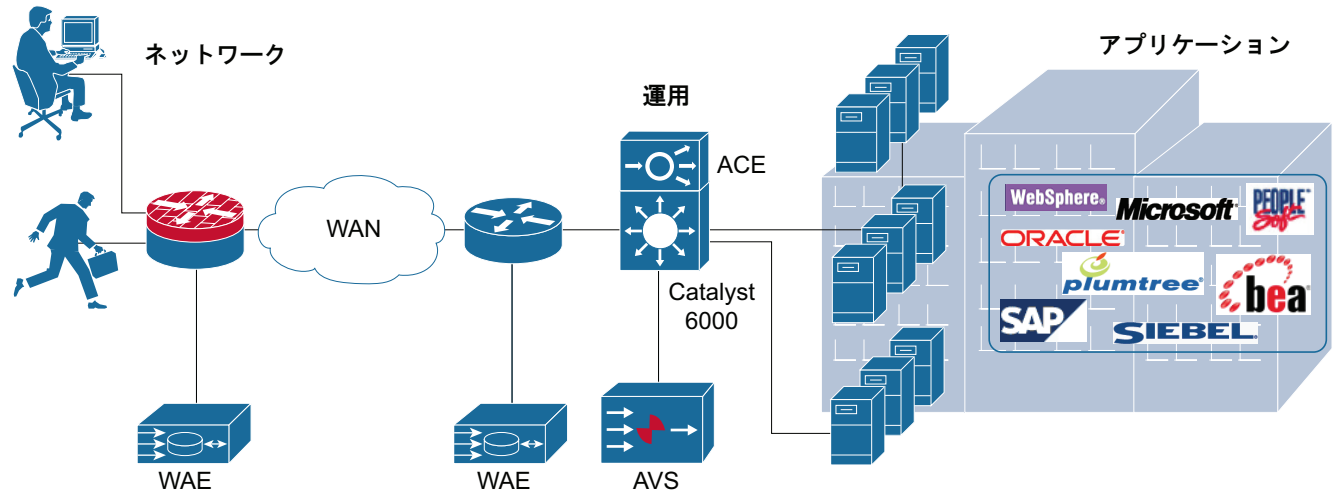 ネットワーク
アプリケーション
運用
ACE
WAN
Catalyst
6000
WAE
WAE
AVS
WebSphere®
Microsoft®
PEOPLE
Soft
ORACLE®
plumtree®
bea®
SAP
SIEBEL